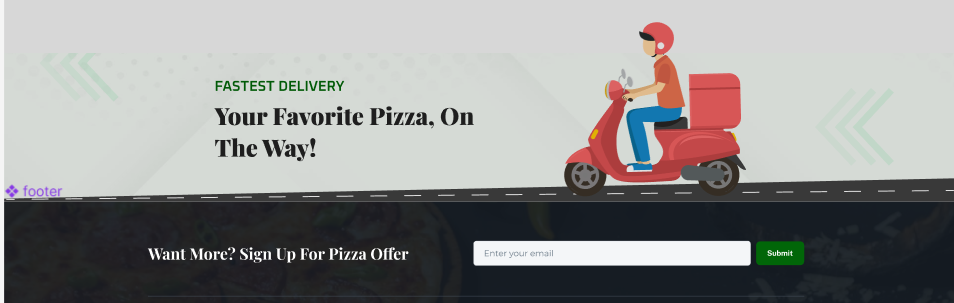 FASTEST DELIVERY
Your Favorite Pizza, On
The Way!
footer
Want More? Sign Up For Pizza Offer
Enter your email
Submit